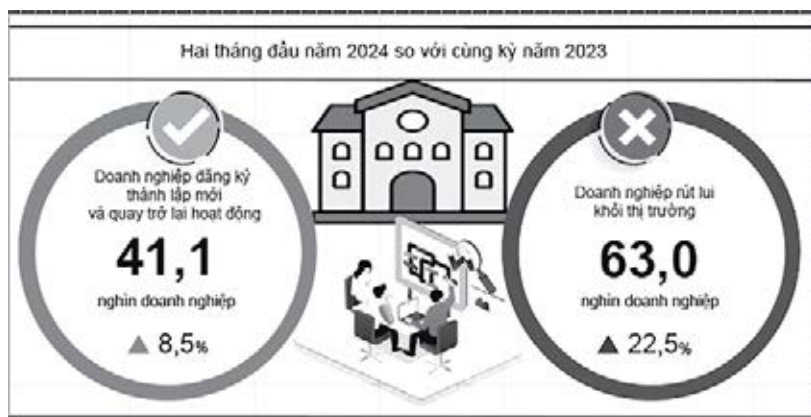 Hai tháng đầu năm 2024 so với cùng kỳ năm 2023
Doanh nghiệp đăng ký
thành lập mới
và quay trở lại hoạt động
41,1
nghìn doanh nghiệp
▲ 8,5%
Doanh nghiệp rút lui
khỏi thị trường
63,0
nghìn doanh nghiệp
▲ 22,5%